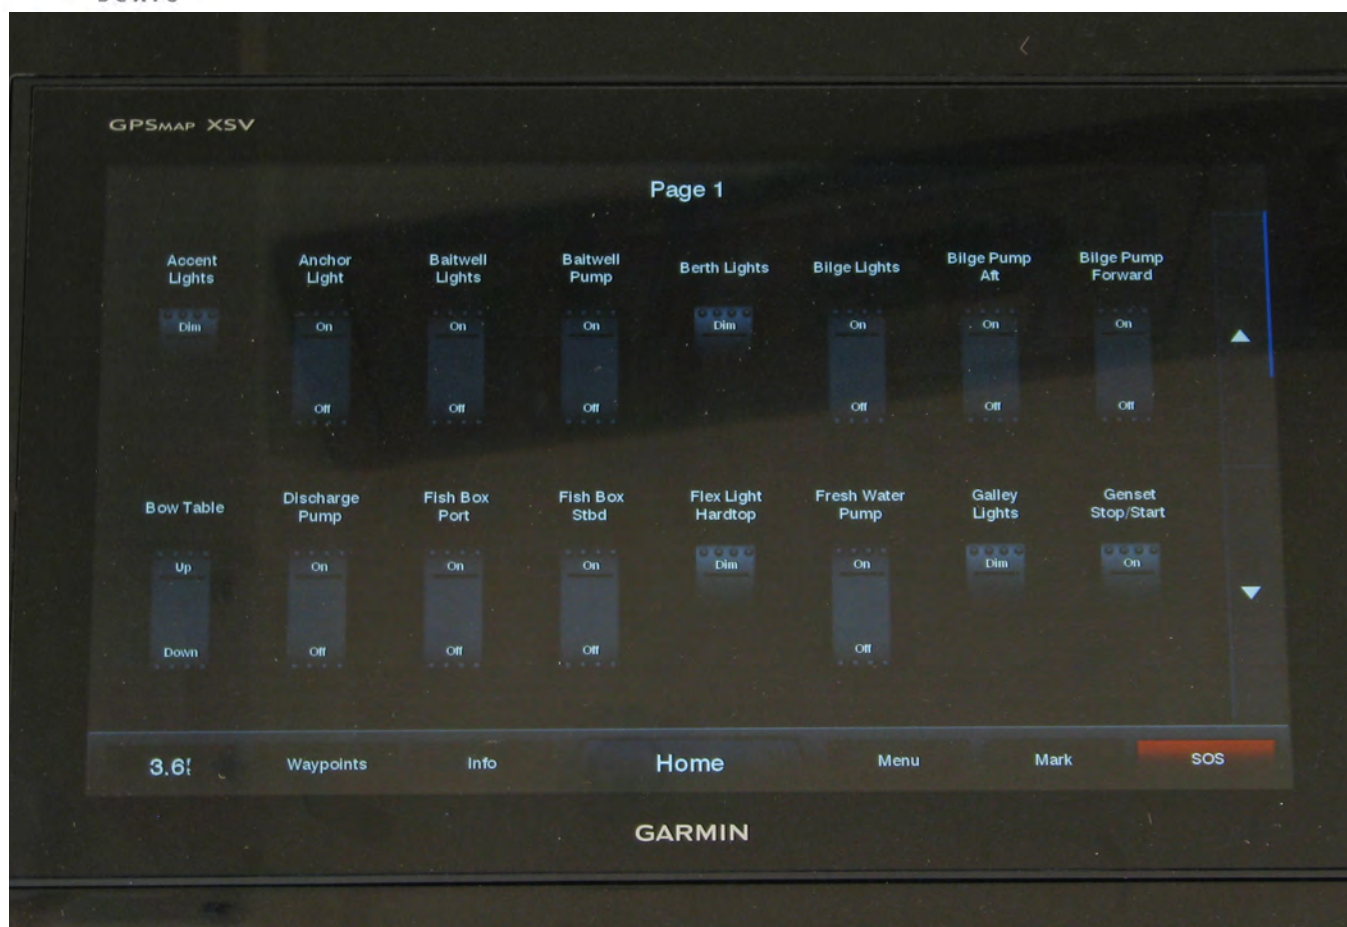 GPSMAP XSV
Page 1
Accent Lights
Anchor Light
Baitwell Lights
Baitwell Pump
Berth Lights
Bilge Lights
Bilge Pump Aft
Bilge Pump Forward
Dim
On
On
On
Dim
On
On
On
Off
Off
Off
Off
Off
Off
Bow Table
Discharge Pump
Fish Box Port
Fish Box Stbd
Flex Light Hardtop
Fresh Water Pump
Galley Lights
Genset Stop/Start
Up
On
On
On
Dim
On
Dim
On
Down
Off
Off
Off
Off
3.6ft
Waypoints
Info
Home
Menu
Mark
SOS
GARMIN